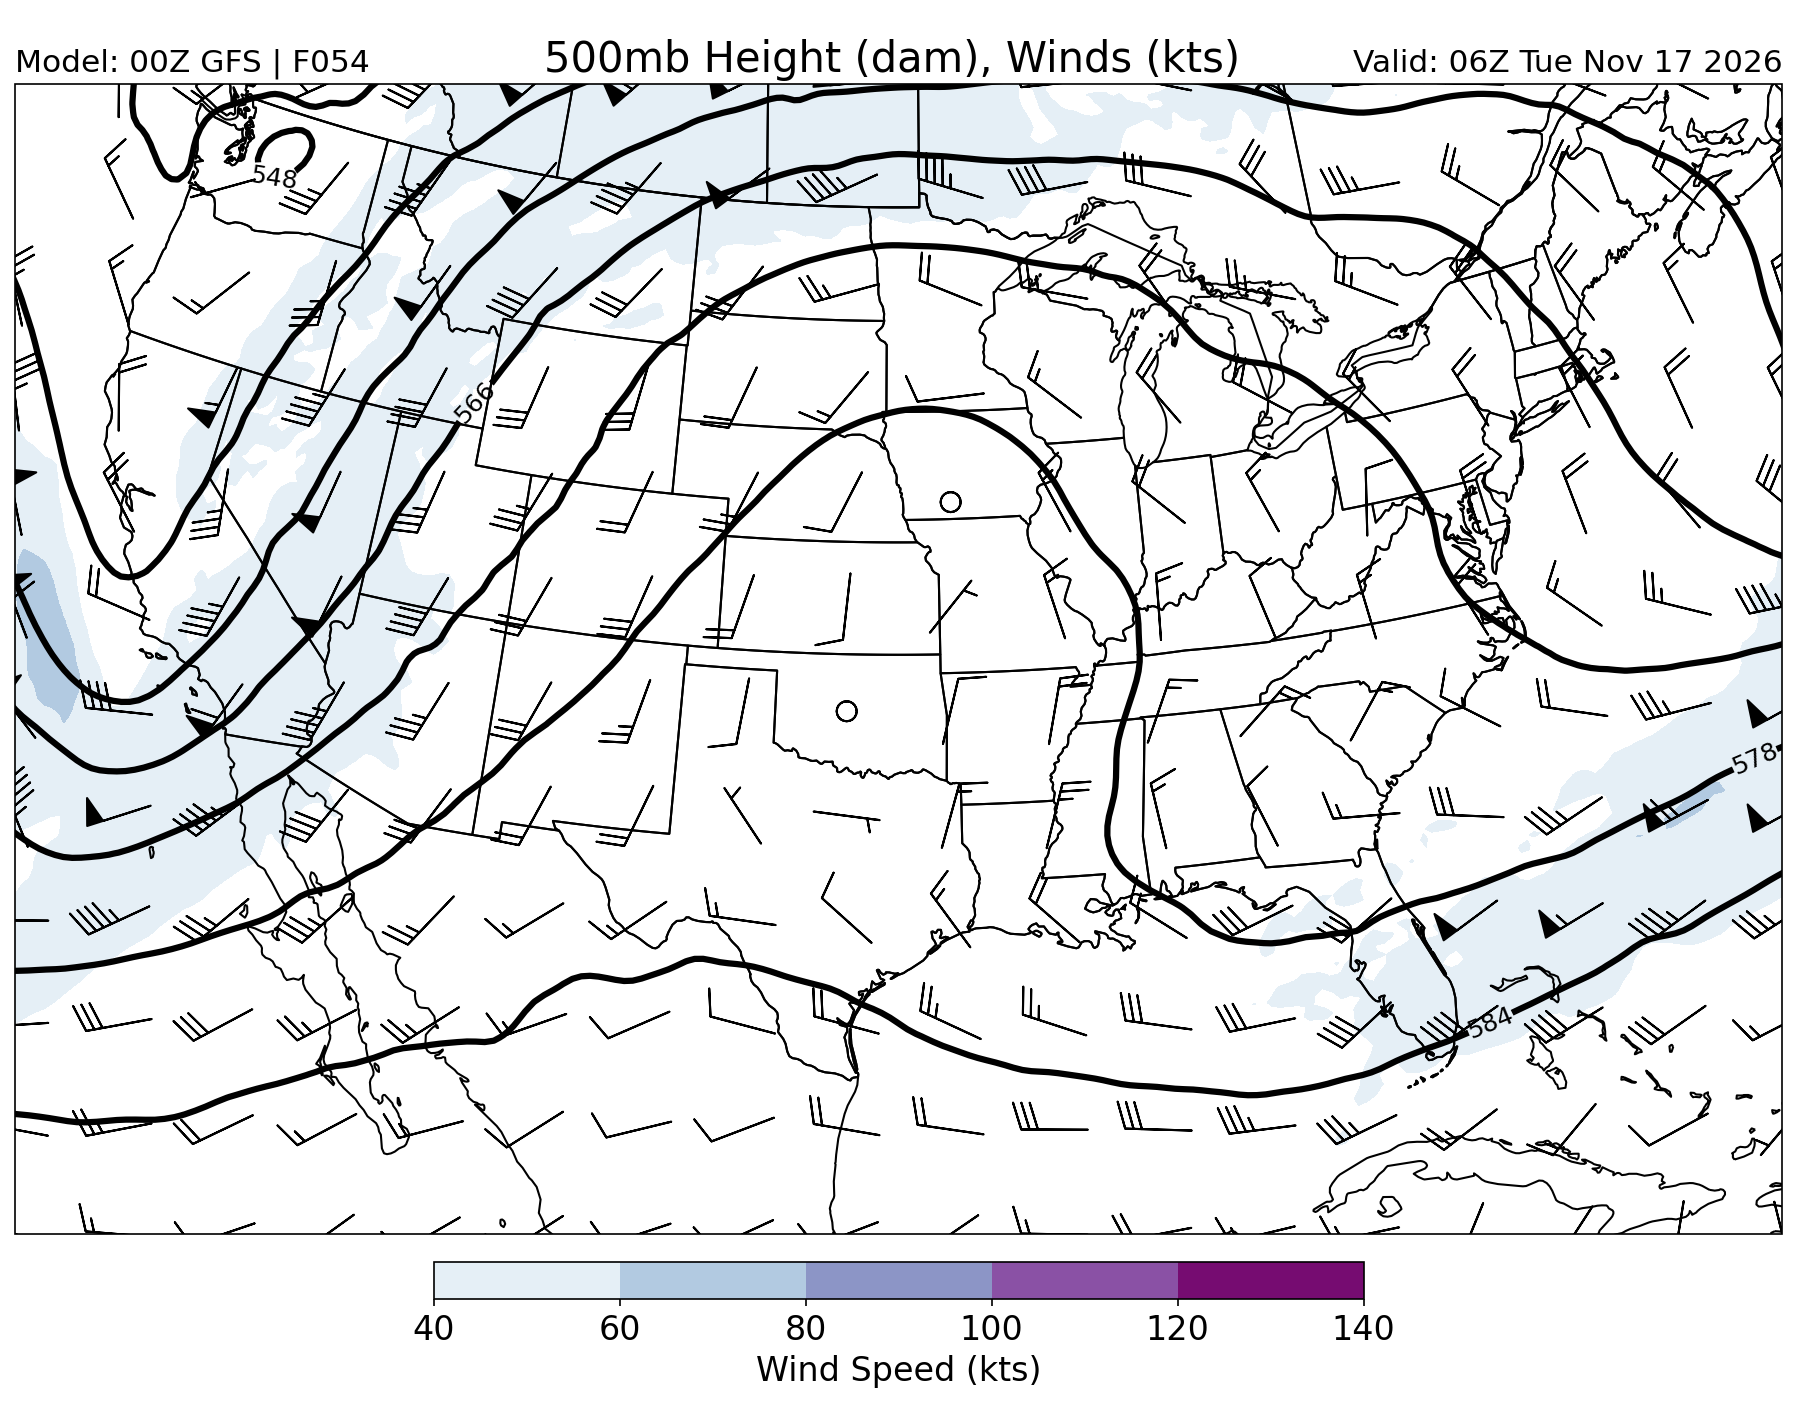 Model: 00Z GFS | F054
500mb Height (dam), Winds (kts)
Valid: 06Z Tue Nov 17 2026
548
566
578
584
40 60 80 100 120 140
Wind Speed (kts)